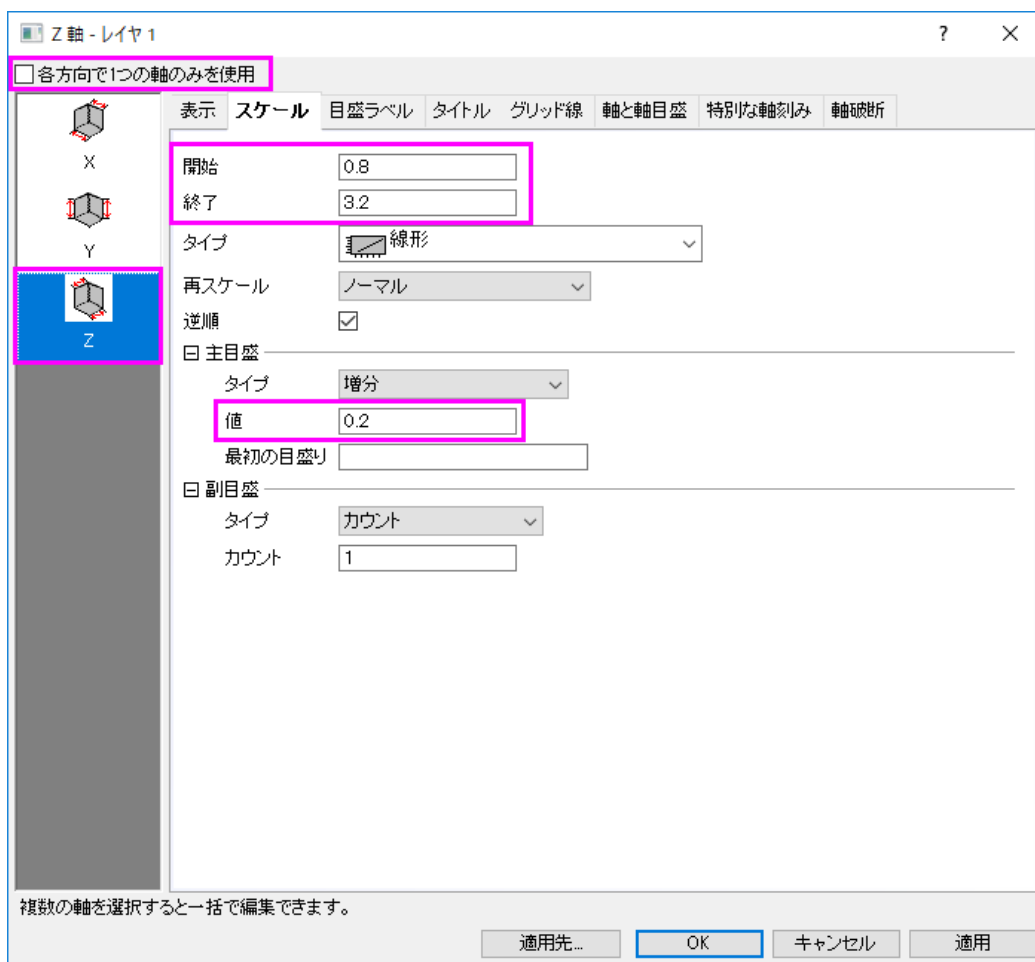 Z 軸 - レイヤ 1
?
各方向で1つの軸のみを使用
X
Y
Z
表示 スケール 目盛ラベル タイトル グリッド線 軸と軸目盛 特別な軸刻み 軸破断
開始 0.8
終了 3.2
タイプ 線形
再スケール ノーマル
逆順
主目盛
タイプ 増分
値 0.2
最初の目盛り
副目盛
タイプ カウント
カウント 1
複数の軸を選択すると一括で編集できます。
適用先... OK キャンセル 適用